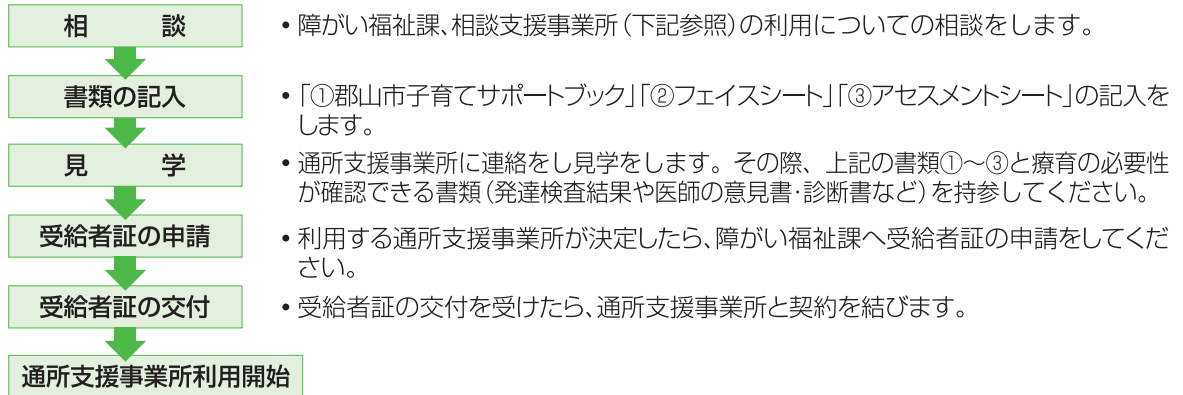 相　　談
• 障がい福祉課、相談支援事業所(下記参照)の利用についての相談をします。
書類の記入
• 「①郡山市子育てサポートブック」「②フェイスシート」「③アセスメントシート」の記入を
します。
見　　学
• 通所支援事業所に連絡をし見学をします。その際、上記の書類①〜③と療育の必要性
が確認できる書類(発達検査結果や医師の意見書・診断書など)を持参してください。
受給者証の申請
• 利用する通所支援事業所が決定したら、障がい福祉課へ受給者証の申請をしてくだ
さい。
受給者証の交付
• 受給者証の交付を受けたら、通所支援事業所と契約を結びます。
通所支援事業所利用開始